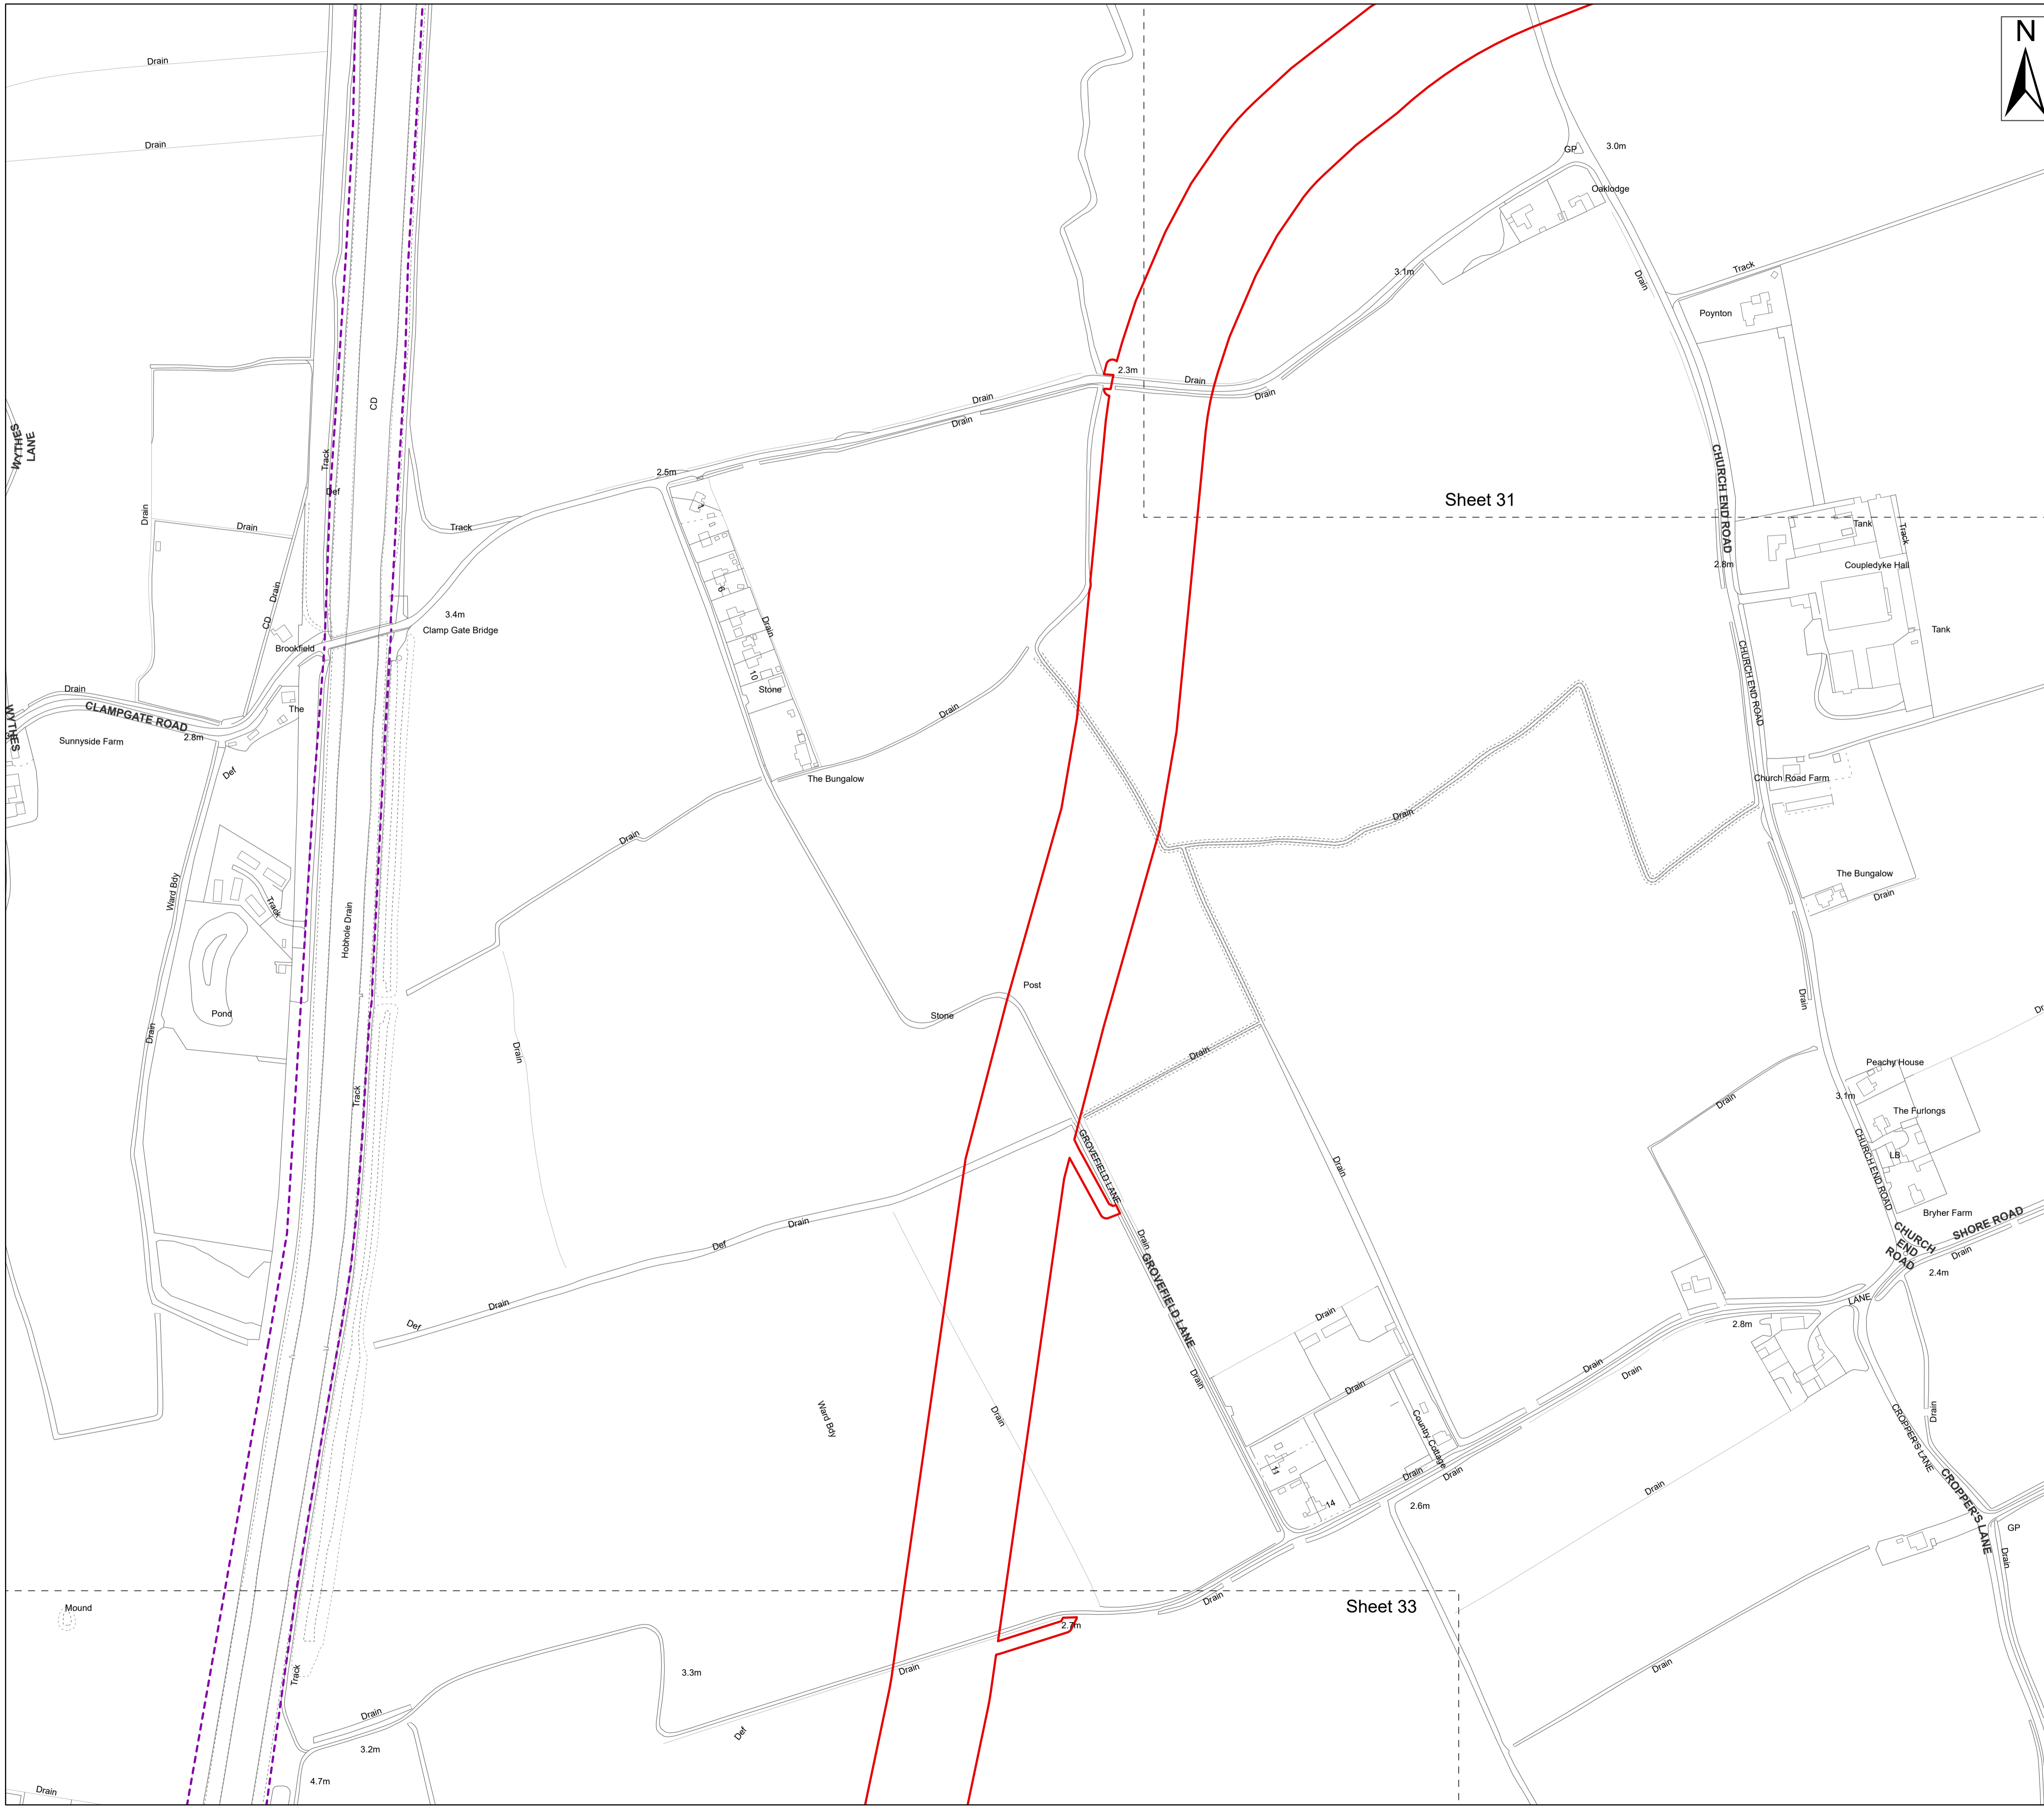 N
Drain
Drain
GP
3.0m
Oaklodge
3.1m
Drain
Track
Poynton
CD
2.3m
Drain
Drain
Drain
Drain
WYTHES
LANE
Track
Def
2.5m
Sheet 31
CHURCH END ROAD
Drain
Drain
Track
Tank
Track
2.8m
Coupledyke Hall
Drain
CD
3.4m
Clamp Gate Bridge
6
Drain
Tank
Brookfield
CHURCH END ROAD
10
Stone
Drain
CLAMPGATE ROAD
The
WYTHES
Sunnyside Farm
2.8m
Drain
Def
The Bungalow
Church Road Farm
Drain
Drain
Ward Bdy
Track
Hobhole Drain
The Bungalow
Drain
Post
Stone
Drain
Pond
Drain
Drain
Drain
Track
Peachy House
3.1m
Drain
The Furlongs
GROVEFIELD LANE
CHURCH END ROAD
LB
Drain
Bryher Farm
Drain
Def
Drain
CHURCH
END
ROAD
SHORE ROAD
Drain
2.4m
GROVEFIELD LANE
Drain
Def
LANE
Drain
2.8m
Drain
Drain
Drain
Drain
Ward Bdy
Drain
Country Cottage
CROPPER'S LANE
Drain
11
Drain
Drain
14
2.6m
Drain
CROPPER'S LANE
GP
Drain
Mound
Drain
Sheet 33
2.7m
Drain
Drain
Track
3.3m
Drain
Def
3.2m
4.7m
Drain